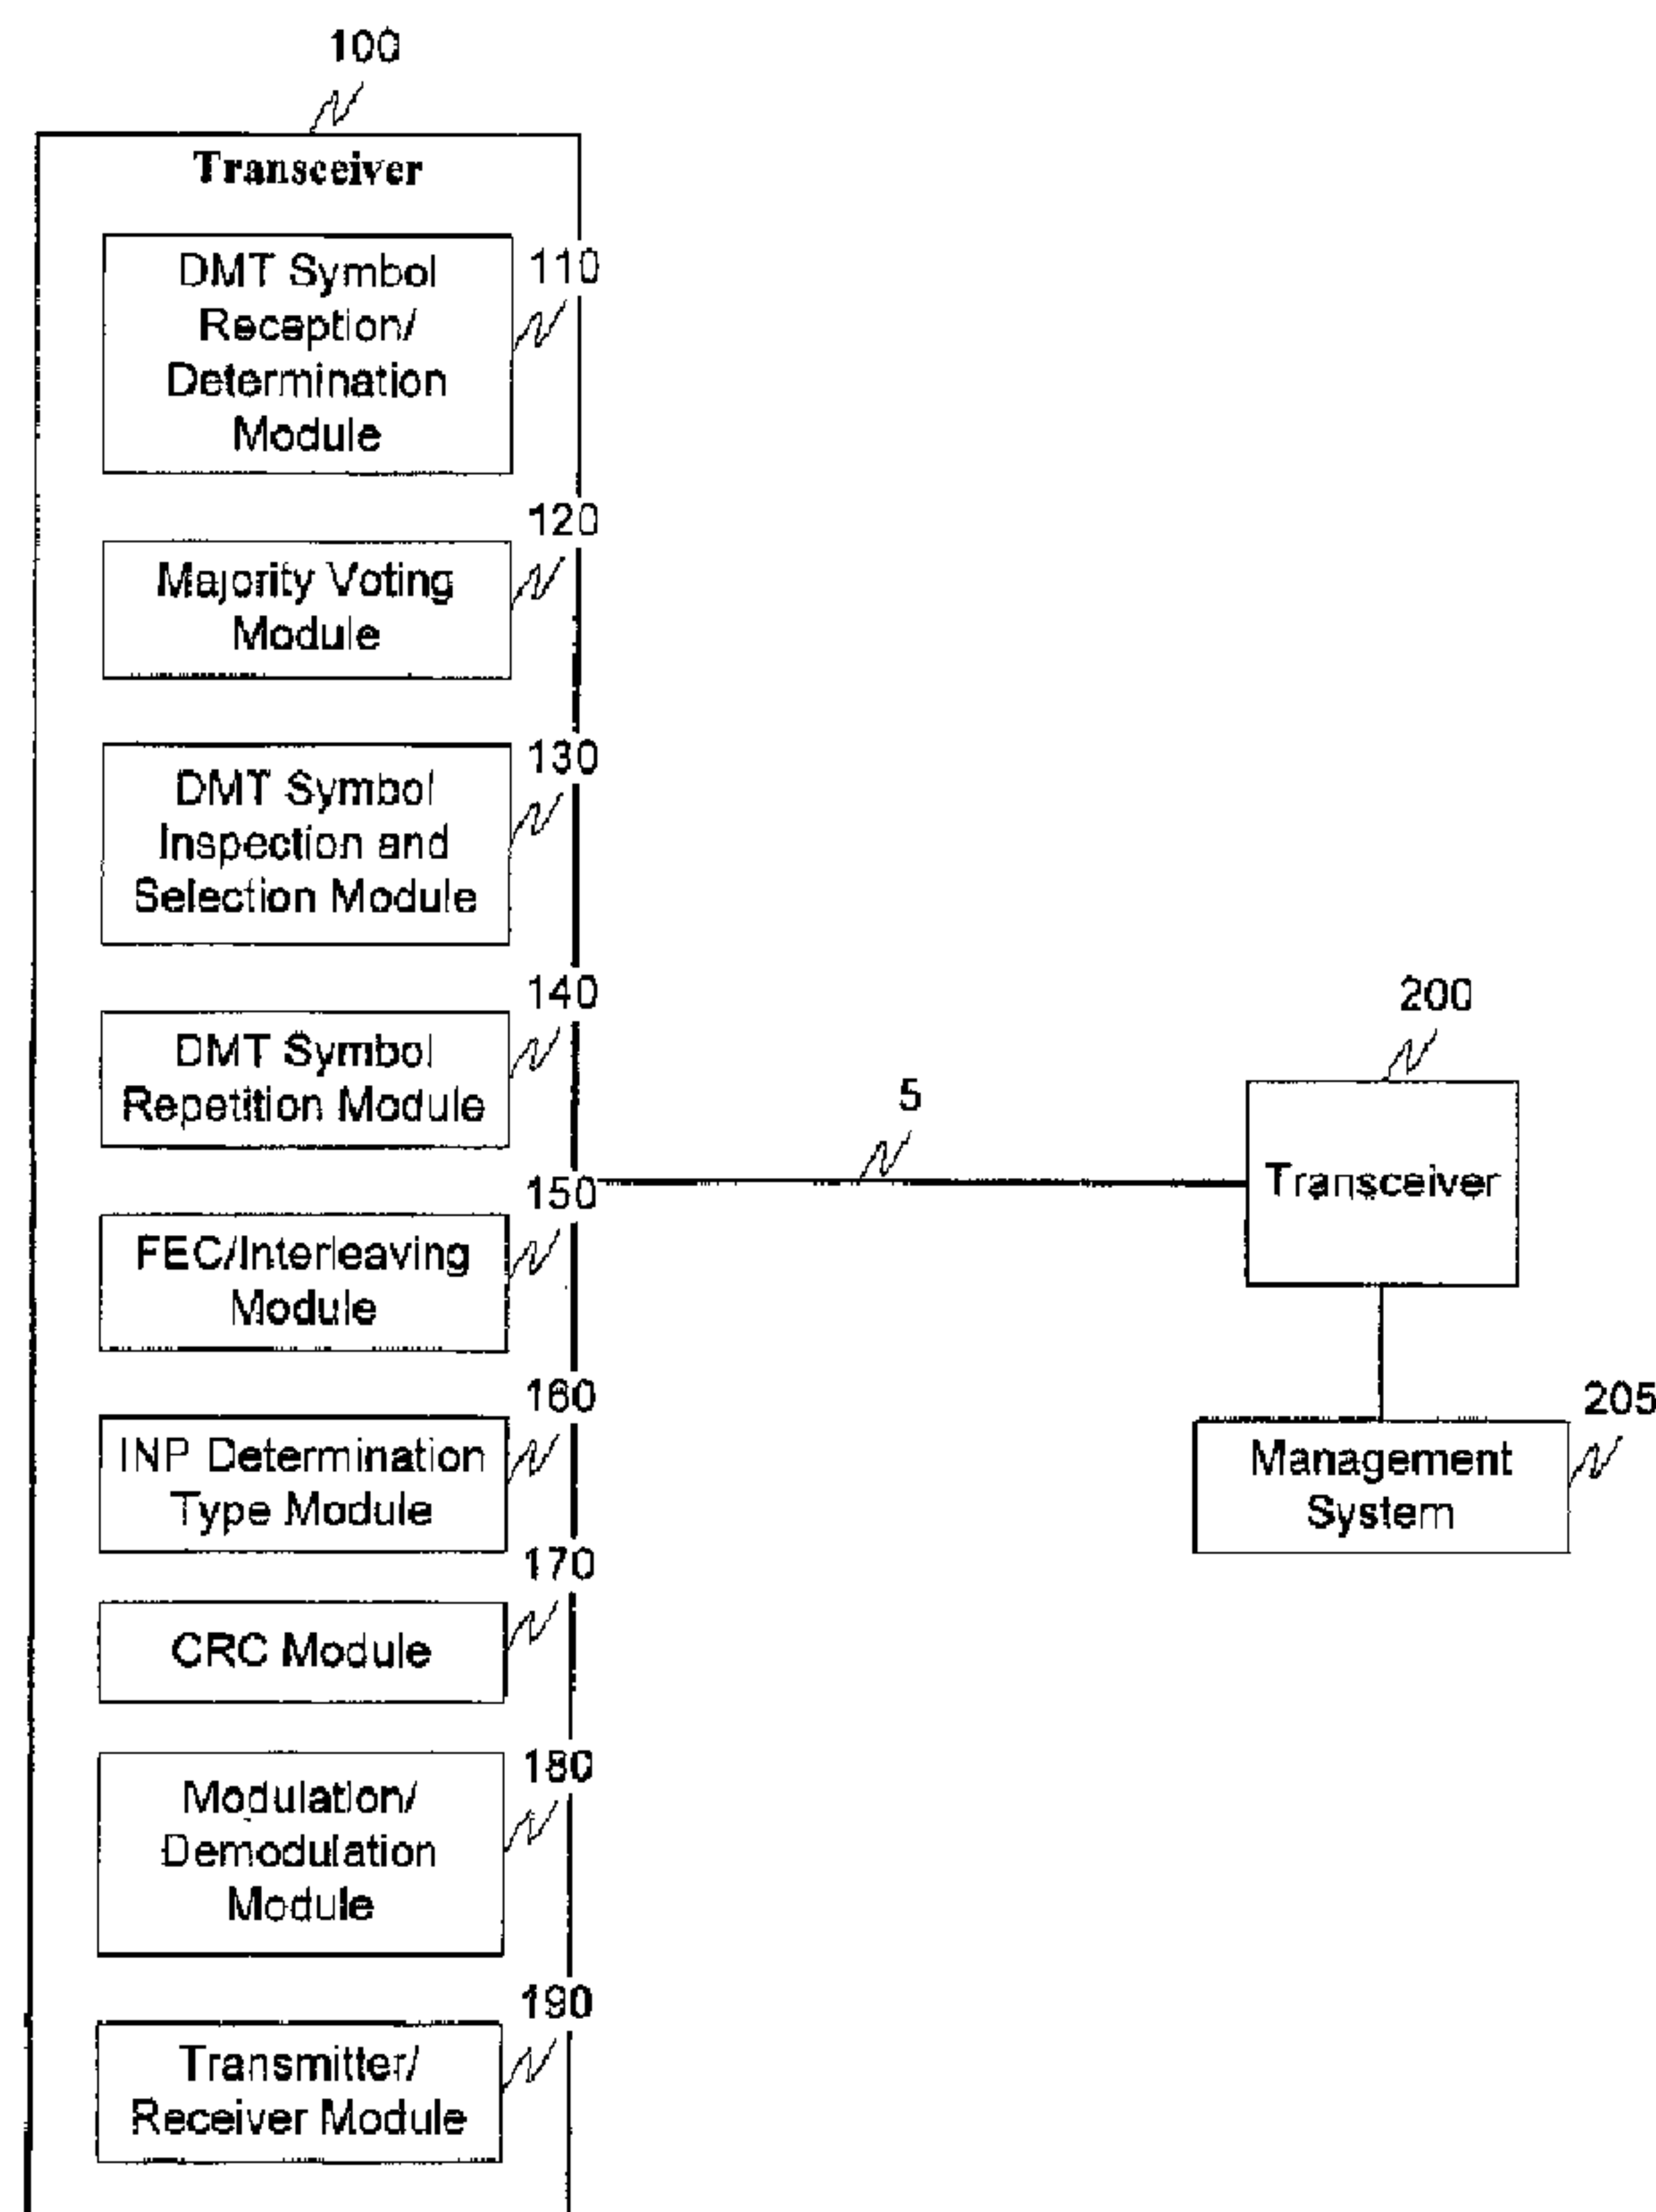 100
Transceiver
DMT Symbol
Reception/
Determination
Module
110
Majority Voting
Module
120
DMT Symbol
Inspection and
Selection Module
130
DMT Symbol
Repetition Module
140
FEC/Interleaving
Module
150
INP Determination
Type Module
160
CRC Module
170
Modulation/
Demodulation
Module
180
Transmitter/
Receiver Module
190
5
200
Transceiver
205
Management
System